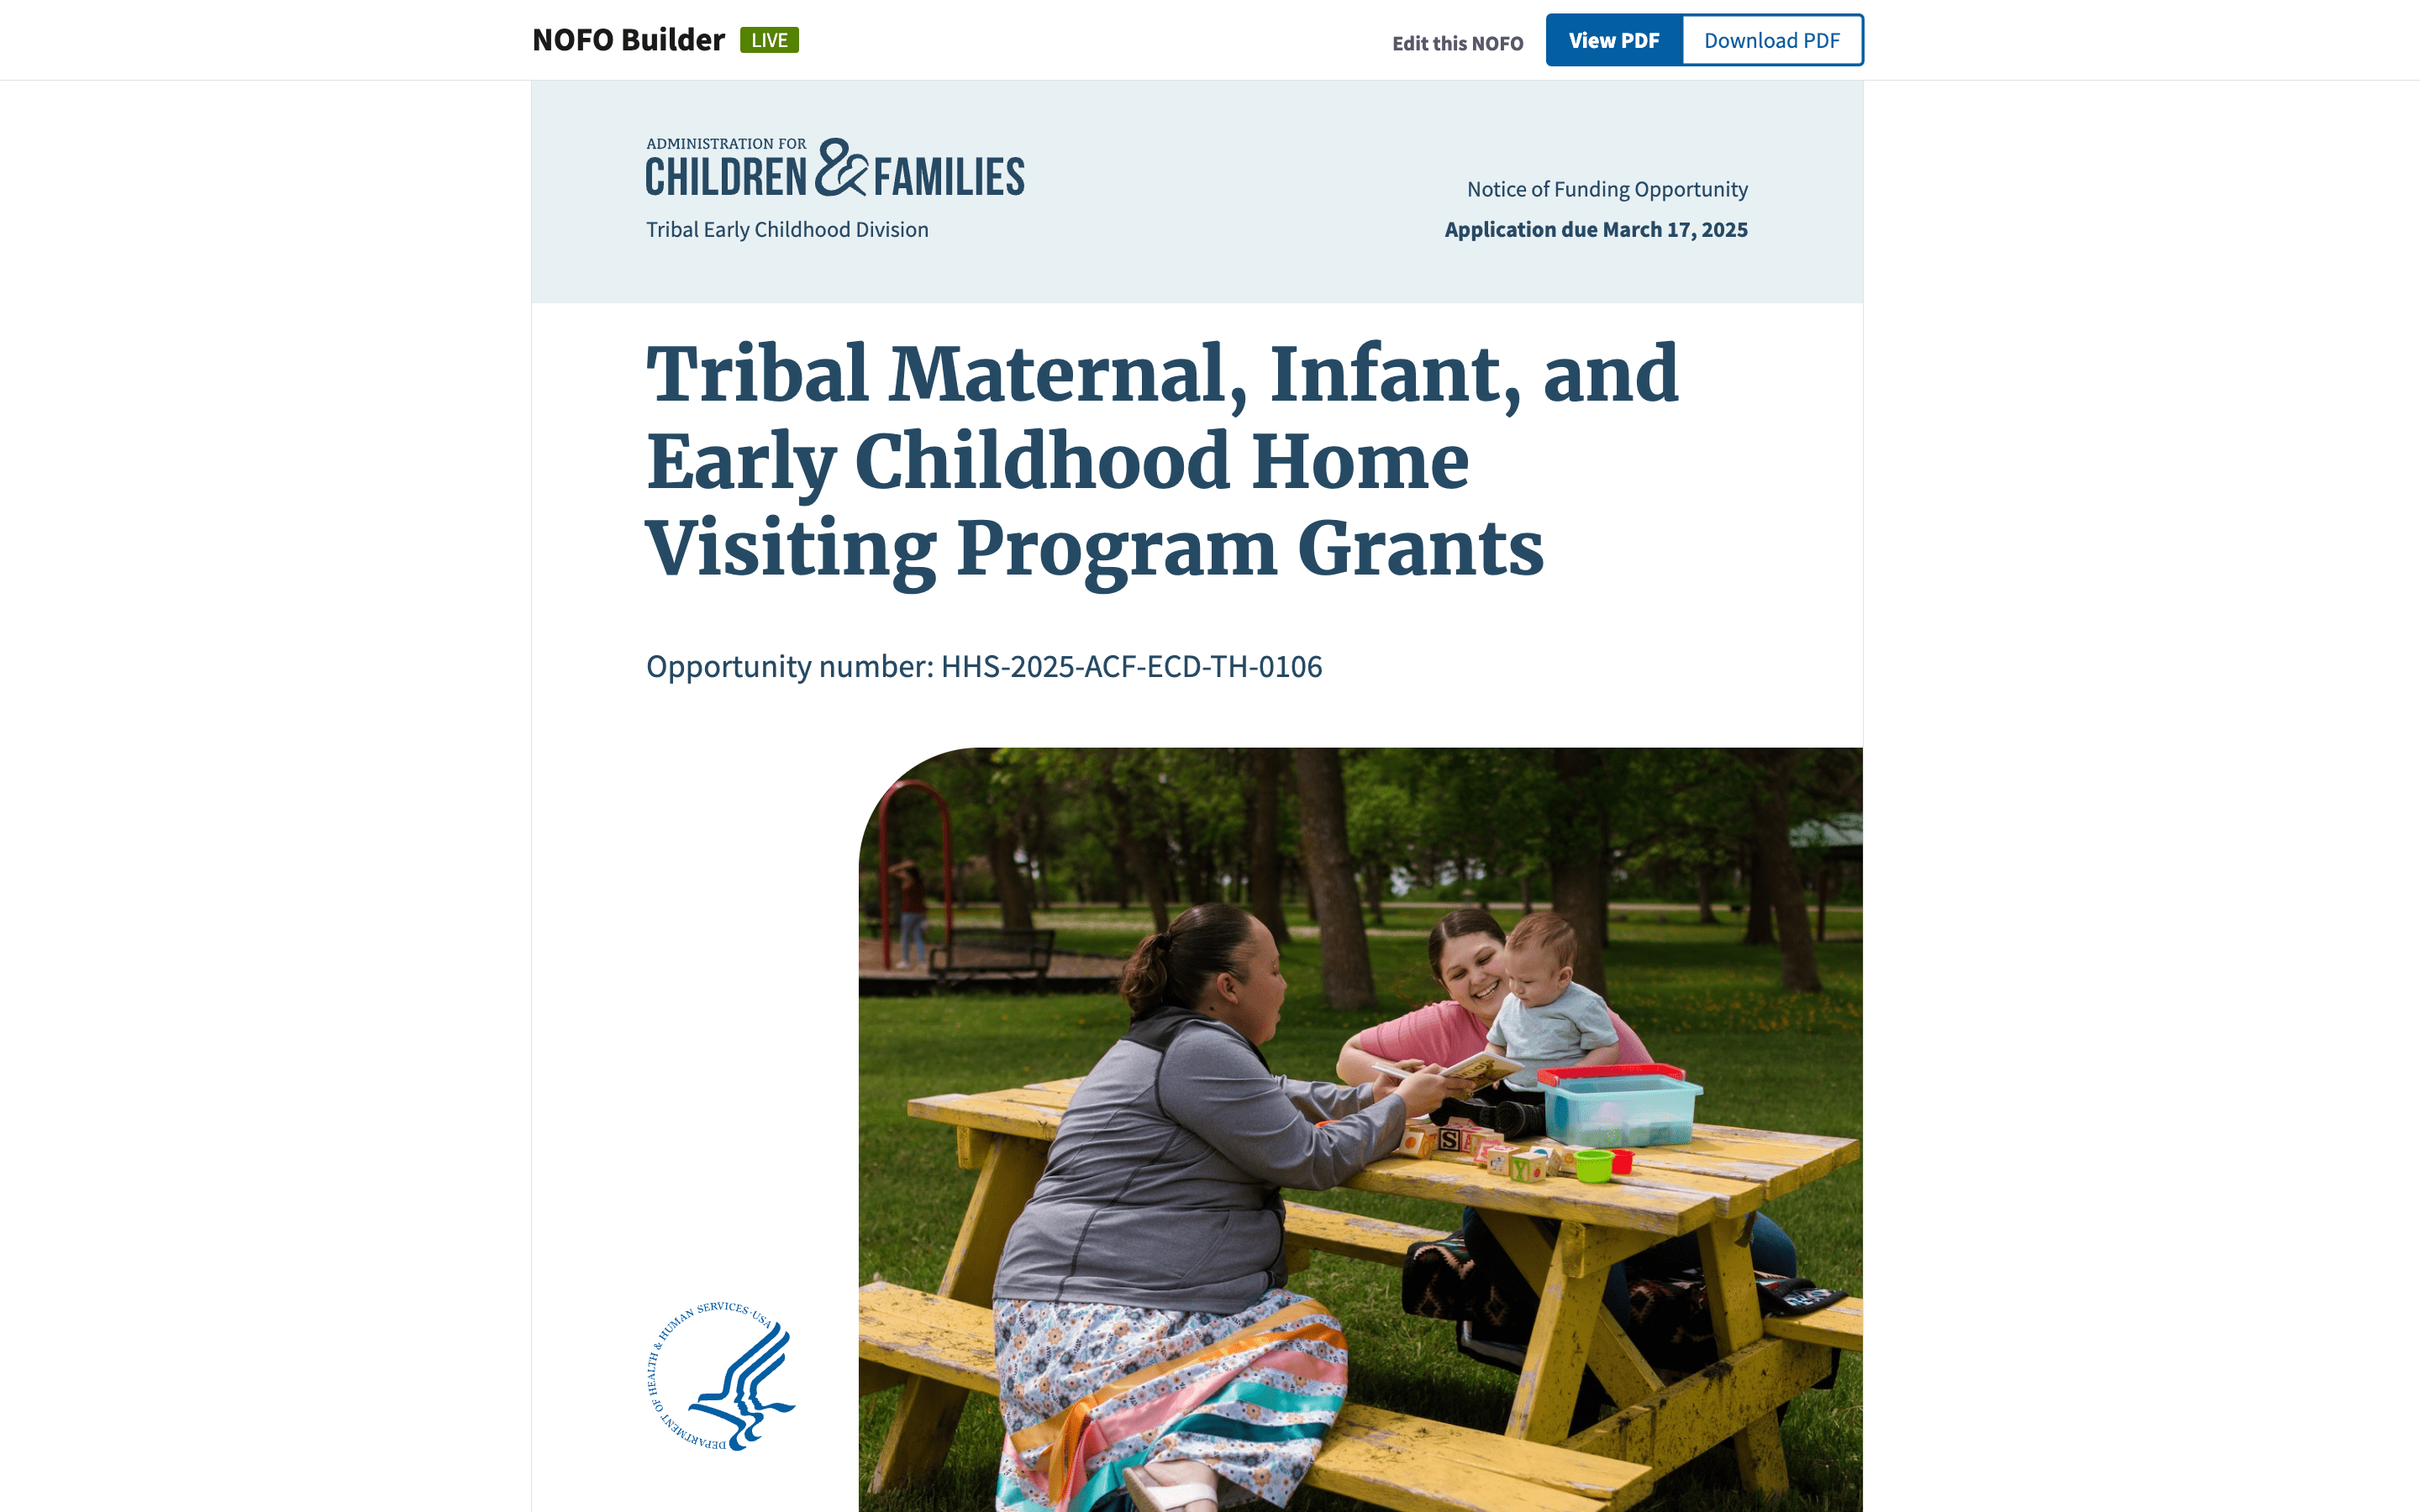 NOFO Builder LIVE
Edit this NOFO View PDF Download PDF
ADMINISTRATION FOR
CHILDREN & FAMILIES
Tribal Early Childhood Division
Notice of Funding Opportunity
Application due March 17, 2025
Tribal Maternal, Infant, and
Early Childhood Home
Visiting Program Grants
Opportunity number: HHS-2025-ACF-ECD-TH-0106
S
Y
DEPARTMENT OF HEALTH & HUMAN SERVICES · USA